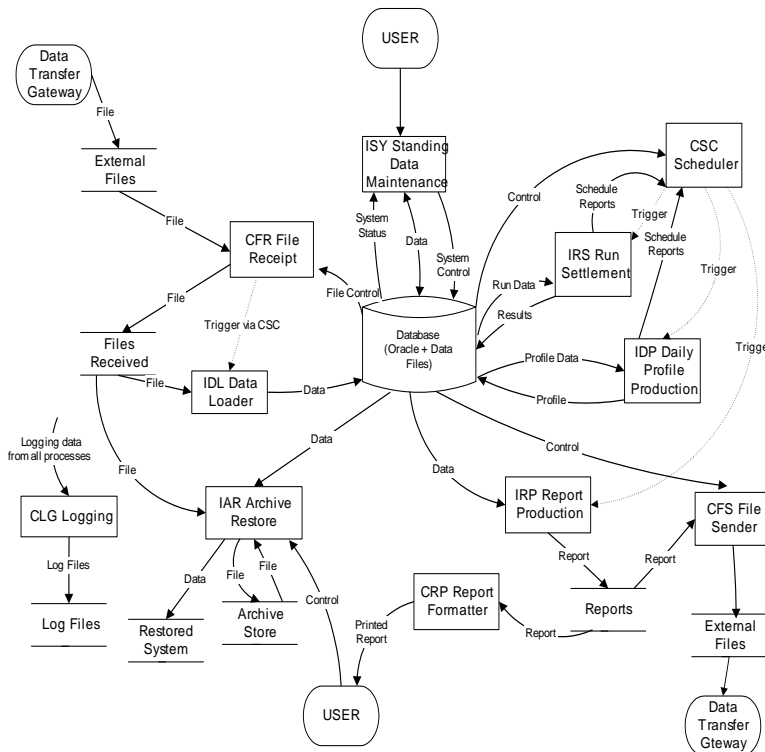 USER
Data
Transfer
Gateway
File
External
Files
ISY Standing
Data
Maintenance
CSC
Scheduler
Control
Schedule
Reports
File
System
Status
Data
System
Control
Trigger
Schedule
Reports
CFR File
Receipt
IRS Run
Settlement
File
File Control
Run Data
Trigger
Trigger via CSC
Results
Database
(Oracle + Data
Files)
Files
Received
File
IDL Data
Loader
Data
Profile Data
Profile
IDP Daily
Profile
Production
Trigger
Logging data
from all processes
File
Data
Data
Control
CLG Logging
IAR Archive
Restore
IRP Report
Production
CFS File
Sender
Log Files
Data
File
File
Control
Report
Report
CRP Report
Formatter
Log Files
Restored
System
Archive
Store
Printed
Report
Report
Reports
External
Files
USER
Data
Transfer
Gteway